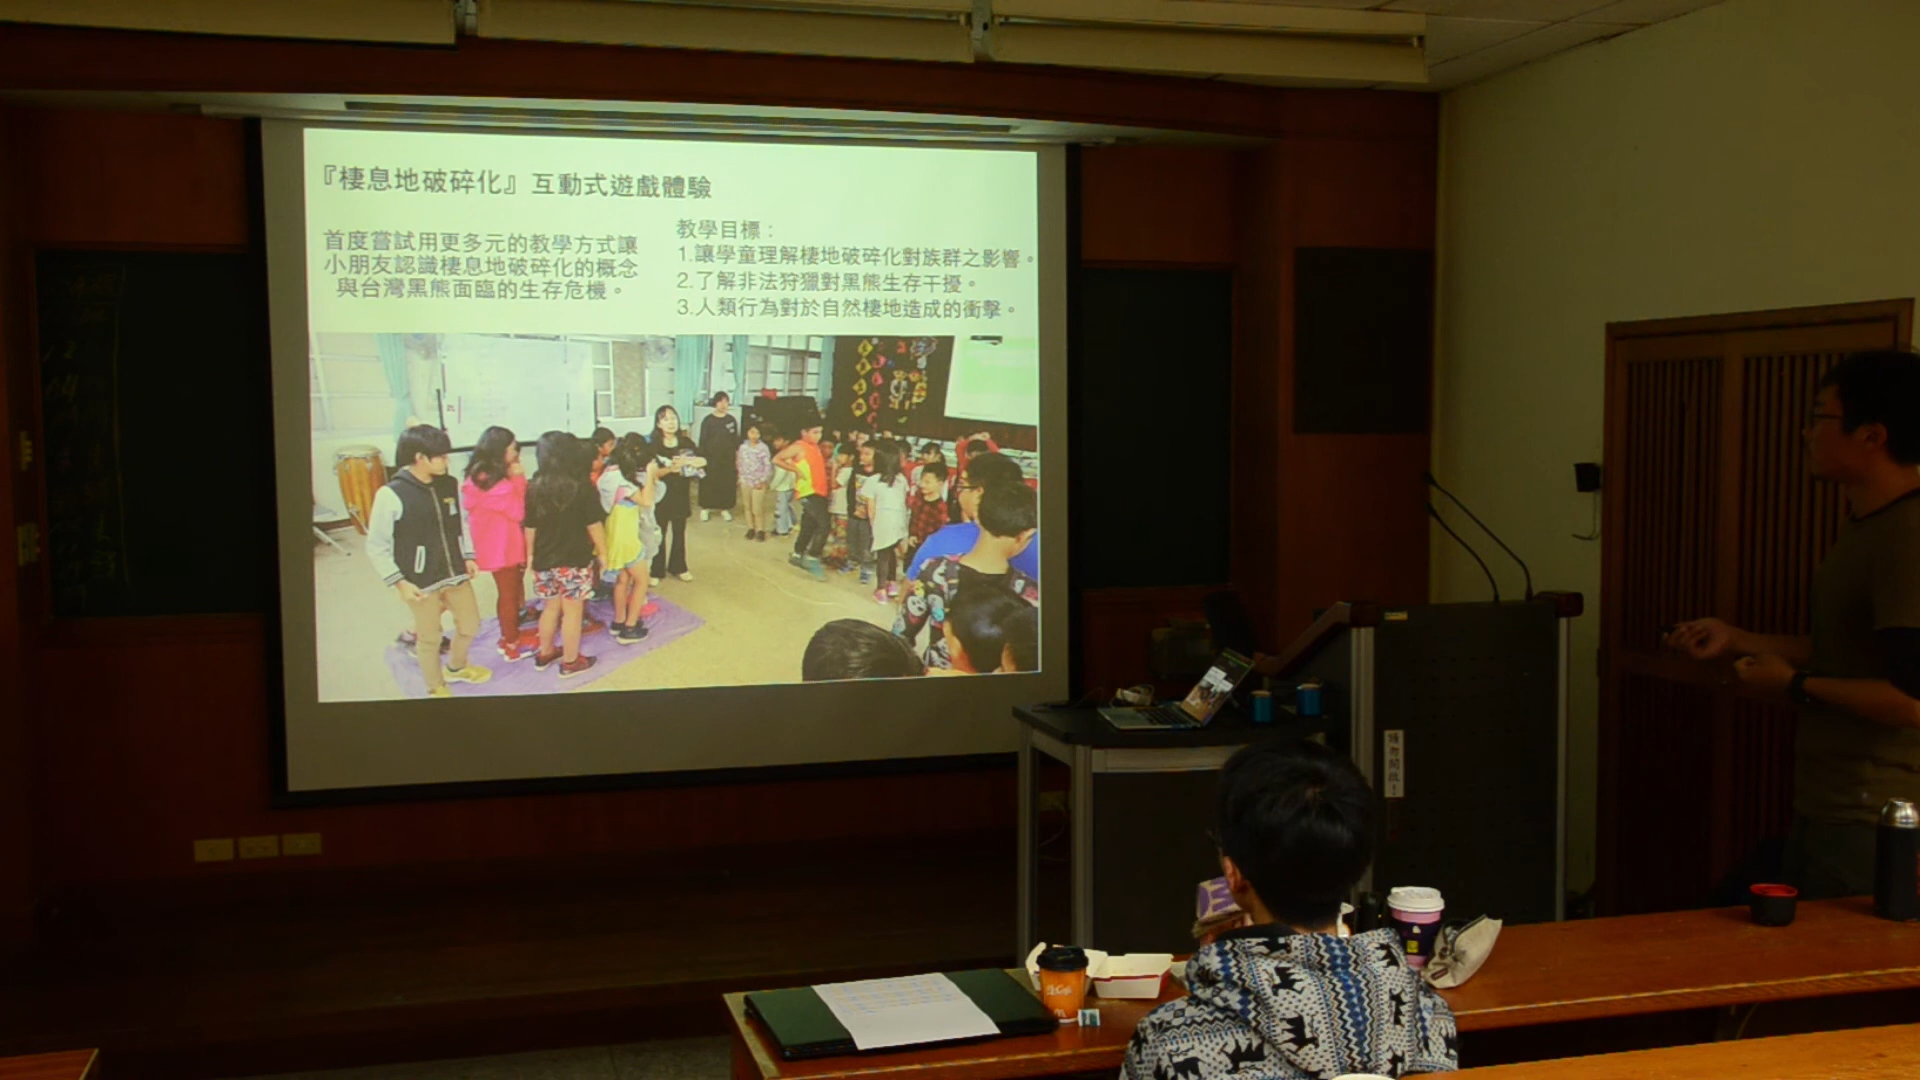 『棲息地破碎化』互動式遊戲體驗
首度嘗試用更多元的教學方式讓
小朋友認識棲息地破碎化的概念
與台灣黑熊面臨的生存危機。
教學目標：
1.讓學童理解棲地破碎化對族群之影響。
2.了解非法狩獵對黑熊生存干擾。
3.人類行為對於自然棲地造成的衝擊。
請勿開啟！